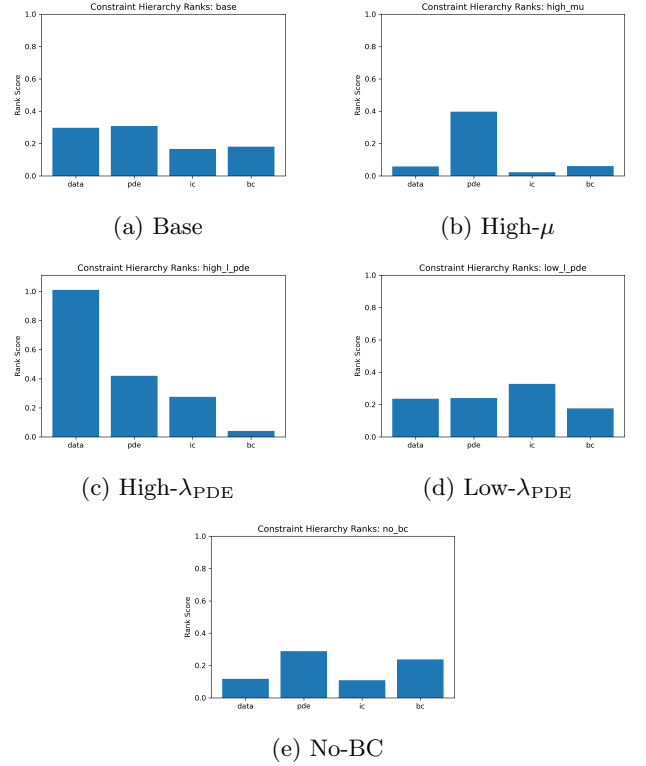 Constraint Hierarchy Ranks: base
1.0
0.8
0.6
0.4
0.2
0.0
Rank Score
data pde ic bc
(a) Base
Constraint Hierarchy Ranks: high_mu
1.0
0.8
0.6
0.4
0.2
0.0
Rank Score
data pde ic bc
(b) High-μ
Constraint Hierarchy Ranks: high_l_pde
1.0
0.8
0.6
0.4
0.2
0.0
Rank Score
data pde ic bc
(c) High-λPDE
Constraint Hierarchy Ranks: low_l_pde
1.0
0.8
0.6
0.4
0.2
0.0
Rank Score
data pde ic bc
(d) Low-λPDE
Constraint Hierarchy Ranks: no_bc
1.0
0.8
0.6
0.4
0.2
0.0
Rank Score
data pde ic bc
(e) No-BC